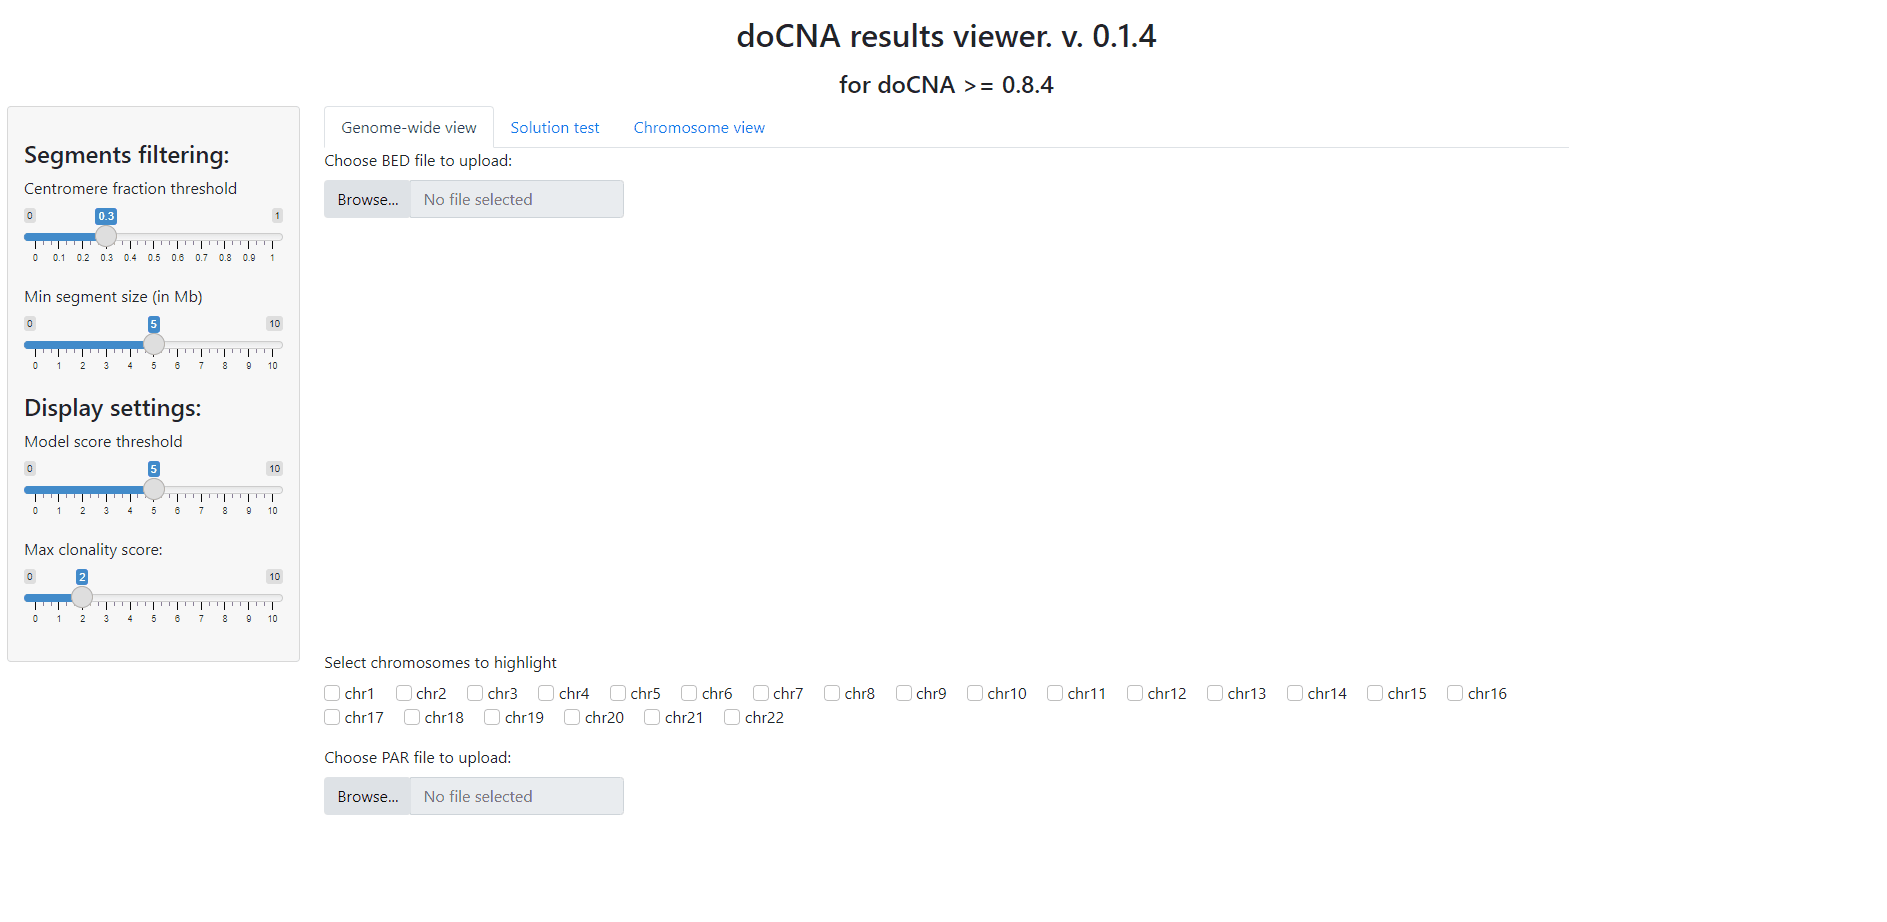 doCNA results viewer. v. 0.1.4
for doCNA >= 0.8.4
Segments filtering:
Centromere fraction threshold
0 0.3 1
0 0.1 0.2 0.3 0.4 0.5 0.6 0.7 0.8 0.9 1
Min segment size (in Mb)
0 5 10
0 1 2 3 4 5 6 7 8 9 10
Display settings:
Model score threshold
0 5 10
0 1 2 3 4 5 6 7 8 9 10
Max clonality score:
0 2 10
0 1 2 3 4 5 6 7 8 9 10
Genome-wide view Solution test Chromosome view
Choose BED file to upload:
Browse... No file selected
Select chromosomes to highlight
chr1 chr2 chr3 chr4 chr5 chr6 chr7 chr8 chr9 chr10 chr11 chr12 chr13 chr14 chr15 chr16
chr17 chr18 chr19 chr20 chr21 chr22
Choose PAR file to upload:
Browse... No file selected